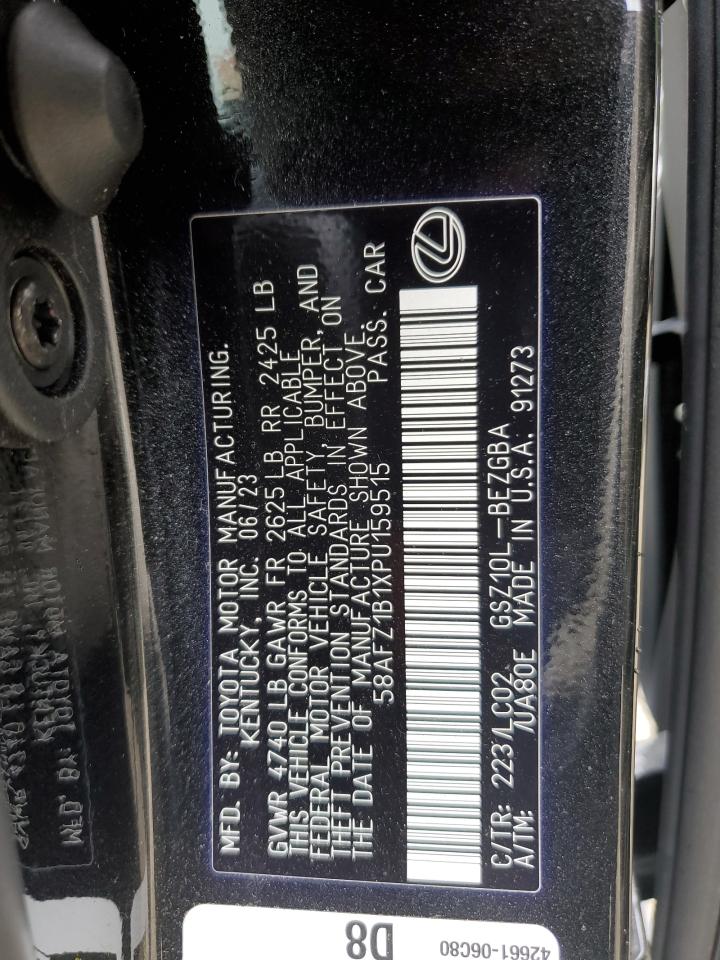 MFD. BY: TOYOTA MOTOR MANUFACTURING.
KENTUCKY, INC. 06/23
GVWR 4740 LB GAWR FR 2625 LB RR 2425 LB
THIS VEHICLE CONFORMS TO ALL APPLICABLE
FEDERAL MOTOR VEHICLE SAFETY, BUMPER, AND
THEFT PREVENTION STANDARDS IN EFFECT ON
THE DATE OF MANUFACTURE SHOWN ABOVE.
58AFZ1B1XPU159515 PASS. CAR
C/TR: 223/LC02 GSZ10L-BEZGBA
A/TM: /UA80E MADE IN U.S.A. 91273
D8
42661-06C80